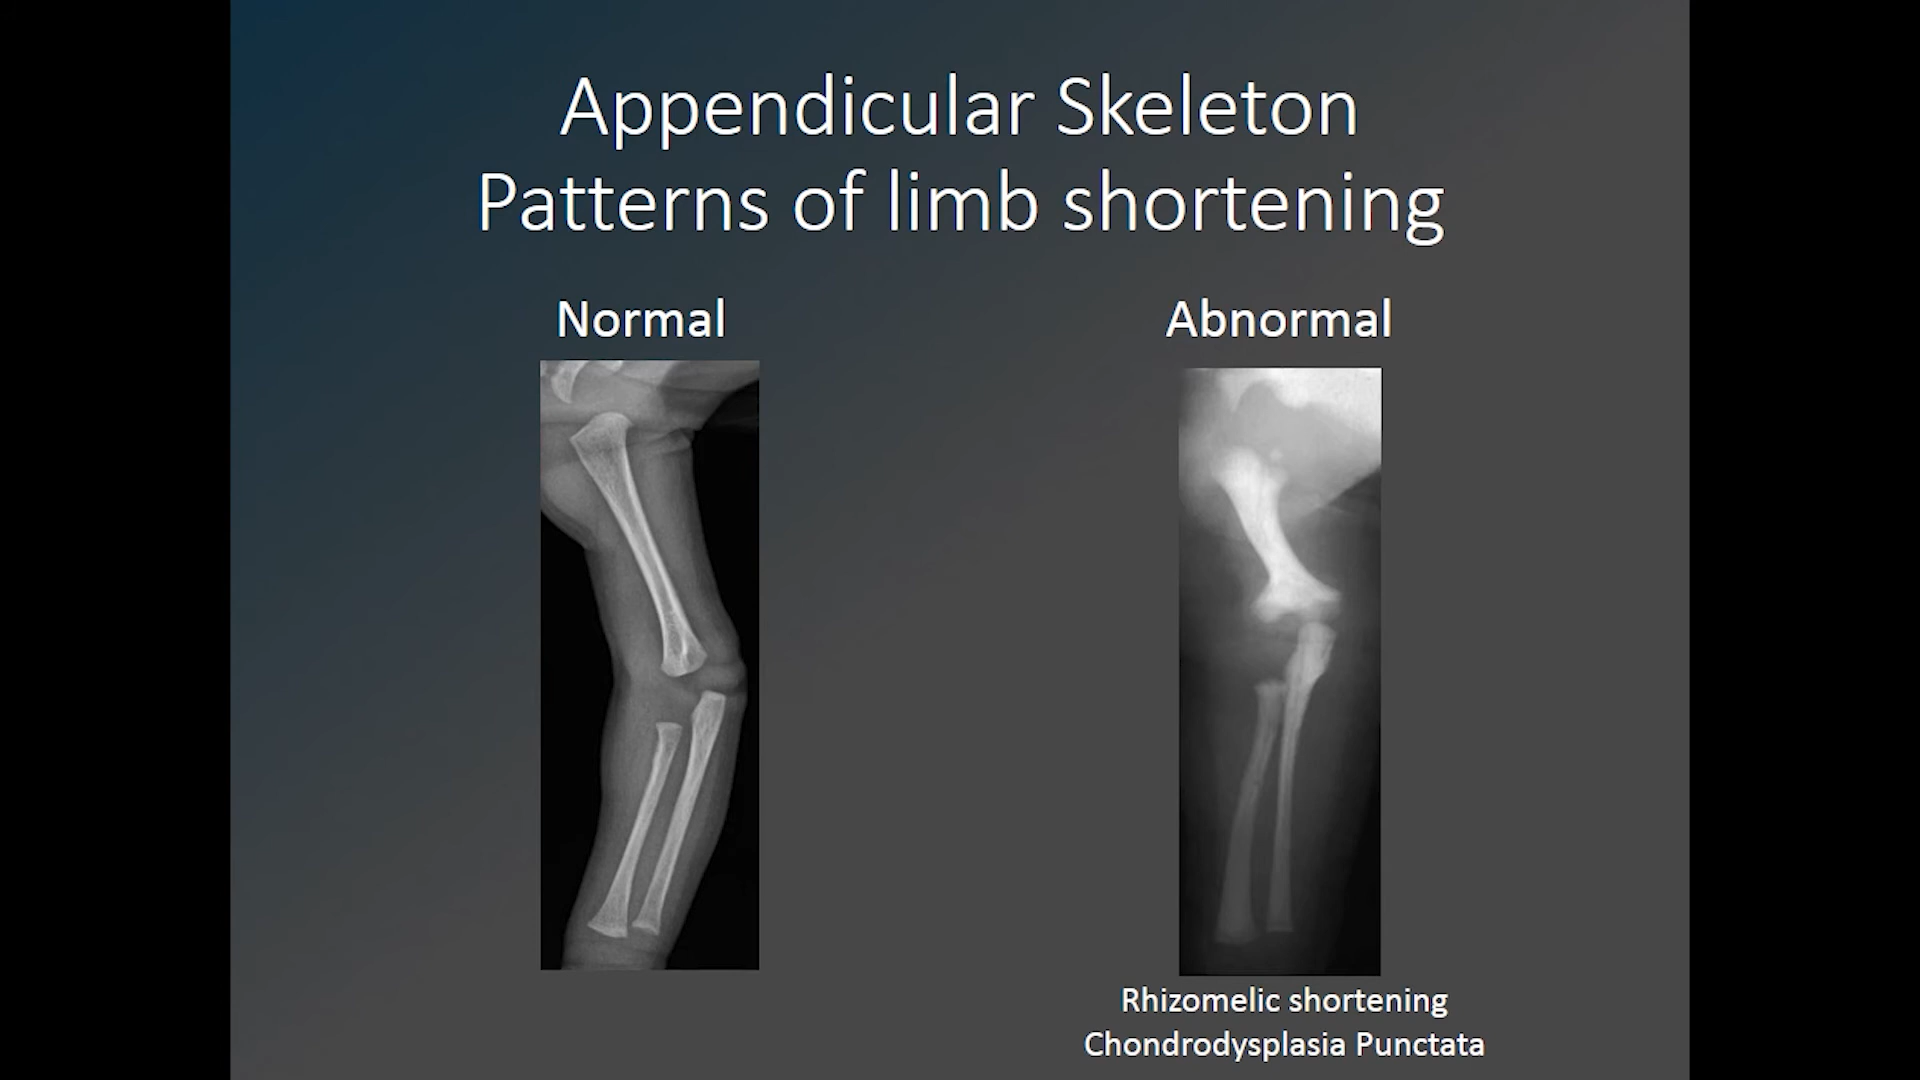 Appendicular Skeleton
Patterns of limb shortening
Normal
Abnormal
Rhizomelic shortening
Chondrodysplasia Punctata